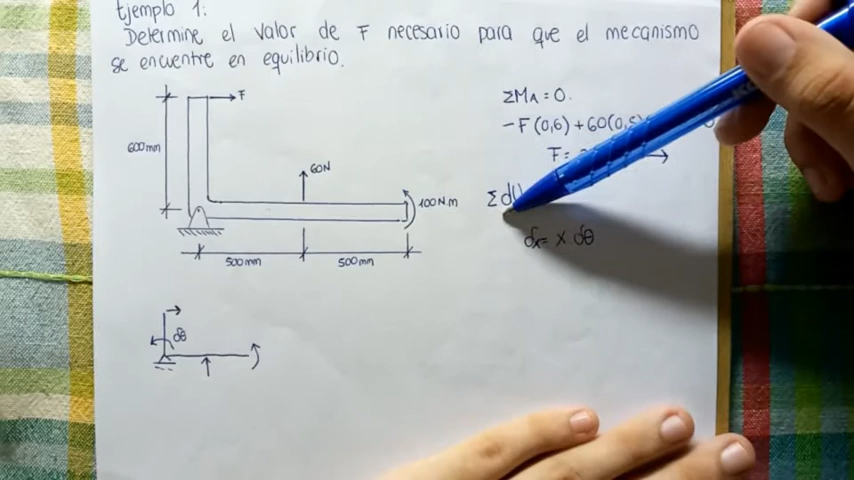 Ejemplo 1:
Determine el valor de F necesario para que el mecanismo
se encuentre en equilibrio.
F
600mm
60N
100N.m
500mm
500mm
ΣMA = 0.
-F(0,6) + 60(0,5)
F=
Σ
dx = x dθ
dθ